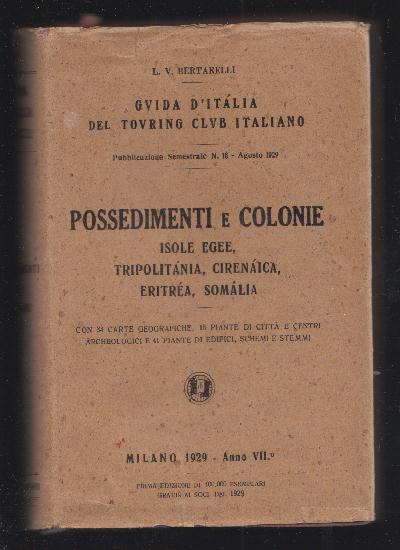 L. V. BERTARELLI
GVIDA D'ITÁLIA
DEL TOVRING CLVB ITALIANO
Pubblicazione Semestrale N. 16 - Agosto 1929
POSSEDIMENTI E COLONIE
ISOLE EGEE,
TRIPOLITÁNIA, CIRENÁICA,
ERITRÉA, SOMÁLIA
CON 34 CARTE GEOGRAFICHE, 16 PIANTE DI CITTÀ E CENTRI
ARCHEOLOGICI E 41 PIANTE DI EDIFICI, SCHEMI E STEMMI
MILANO 1929 - Anno VII.º
PRIMA EDIZIONE DI 400.000 ESEMPLARI
GRATIS AI SOCI DEL 1929